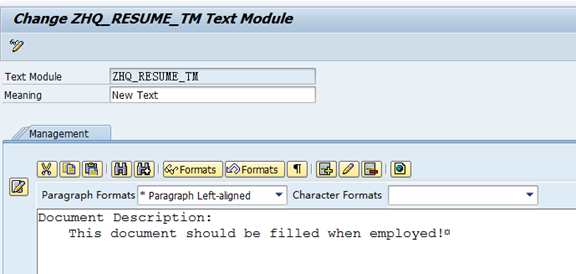 Change ZHQ_RESUME_TM Text Module
Text Module ZHQ_RESUME_TM
Meaning New Text
Management
Formats Formats ¶
Paragraph Formats * Paragraph Left-aligned Character Formats
Document Description:
This document should be filled when employed!¤